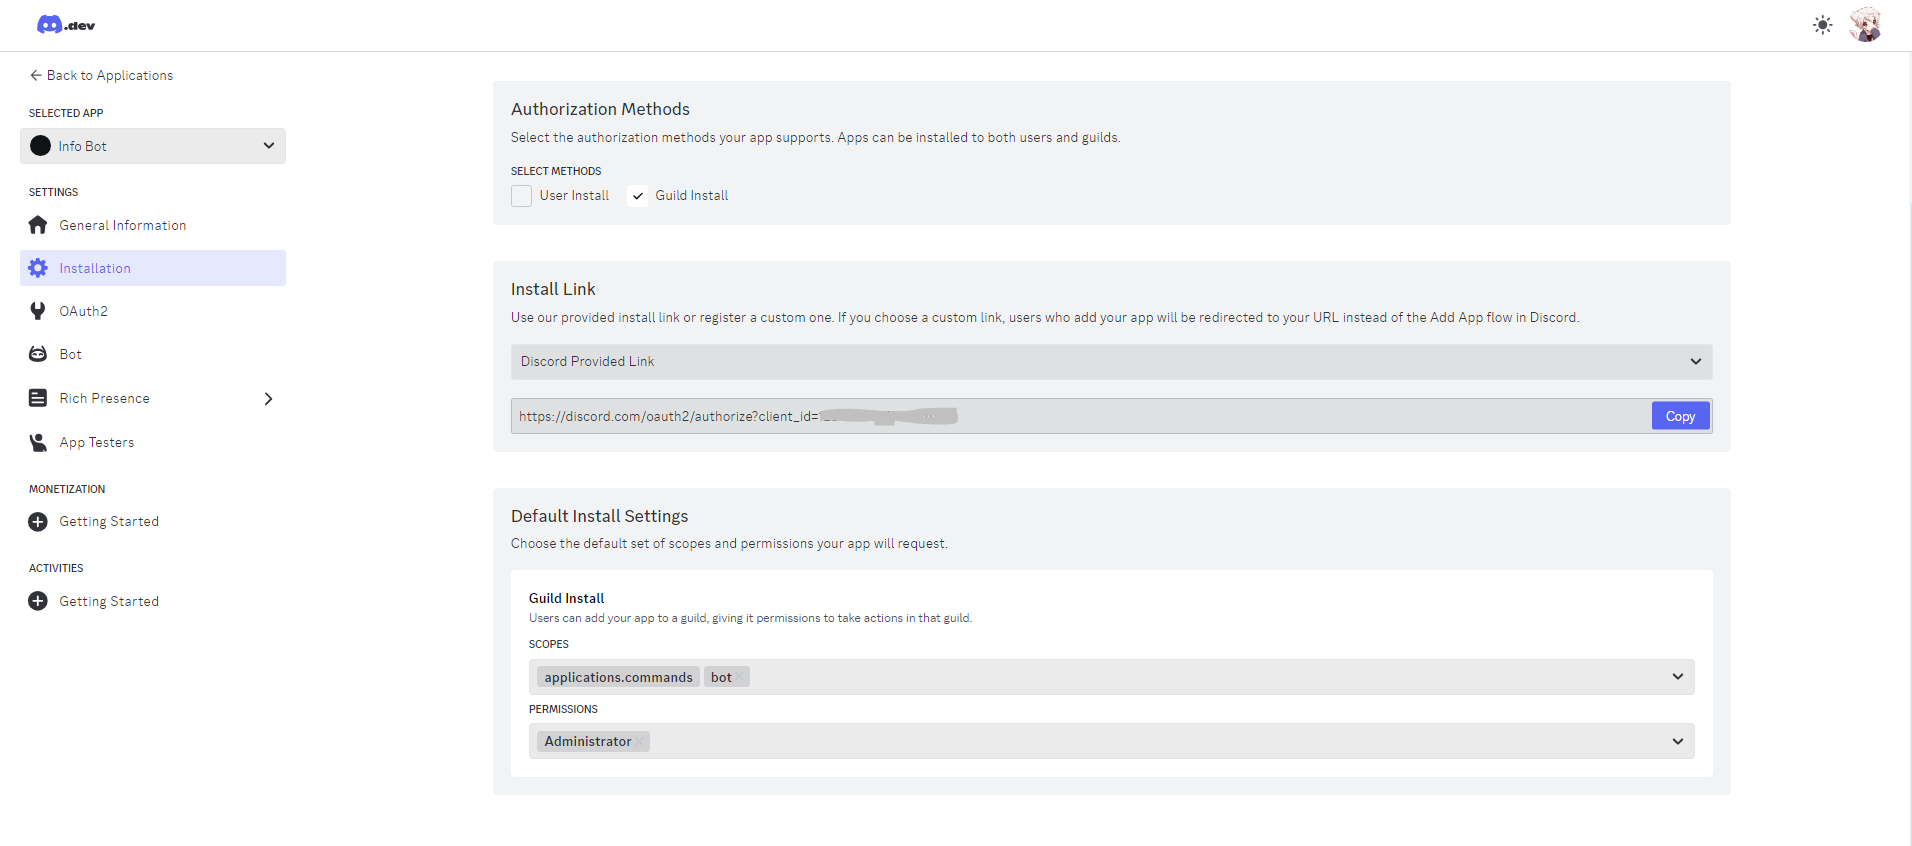 .dev
Back to Applications
SELECTED APP
Info Bot
SETTINGS
General Information
Installation
OAuth2
Bot
Rich Presence
App Testers
MONETIZATION
Getting Started
ACTIVITIES
Getting Started
Authorization Methods
Select the authorization methods your app supports. Apps can be installed to both users and guilds.
SELECT METHODS
User Install
Guild Install
Install Link
Use our provided install link or register a custom one. If you choose a custom link, users who add your app will be redirected to your URL instead of the Add App flow in Discord.
Discord Provided Link
https://discord.com/oauth2/authorize?client_id=
Copy
Default Install Settings
Choose the default set of scopes and permissions your app will request.
Guild Install
Users can add your app to a guild, giving it permissions to take actions in that guild.
SCOPES
applications.commands bot
PERMISSIONS
Administrator